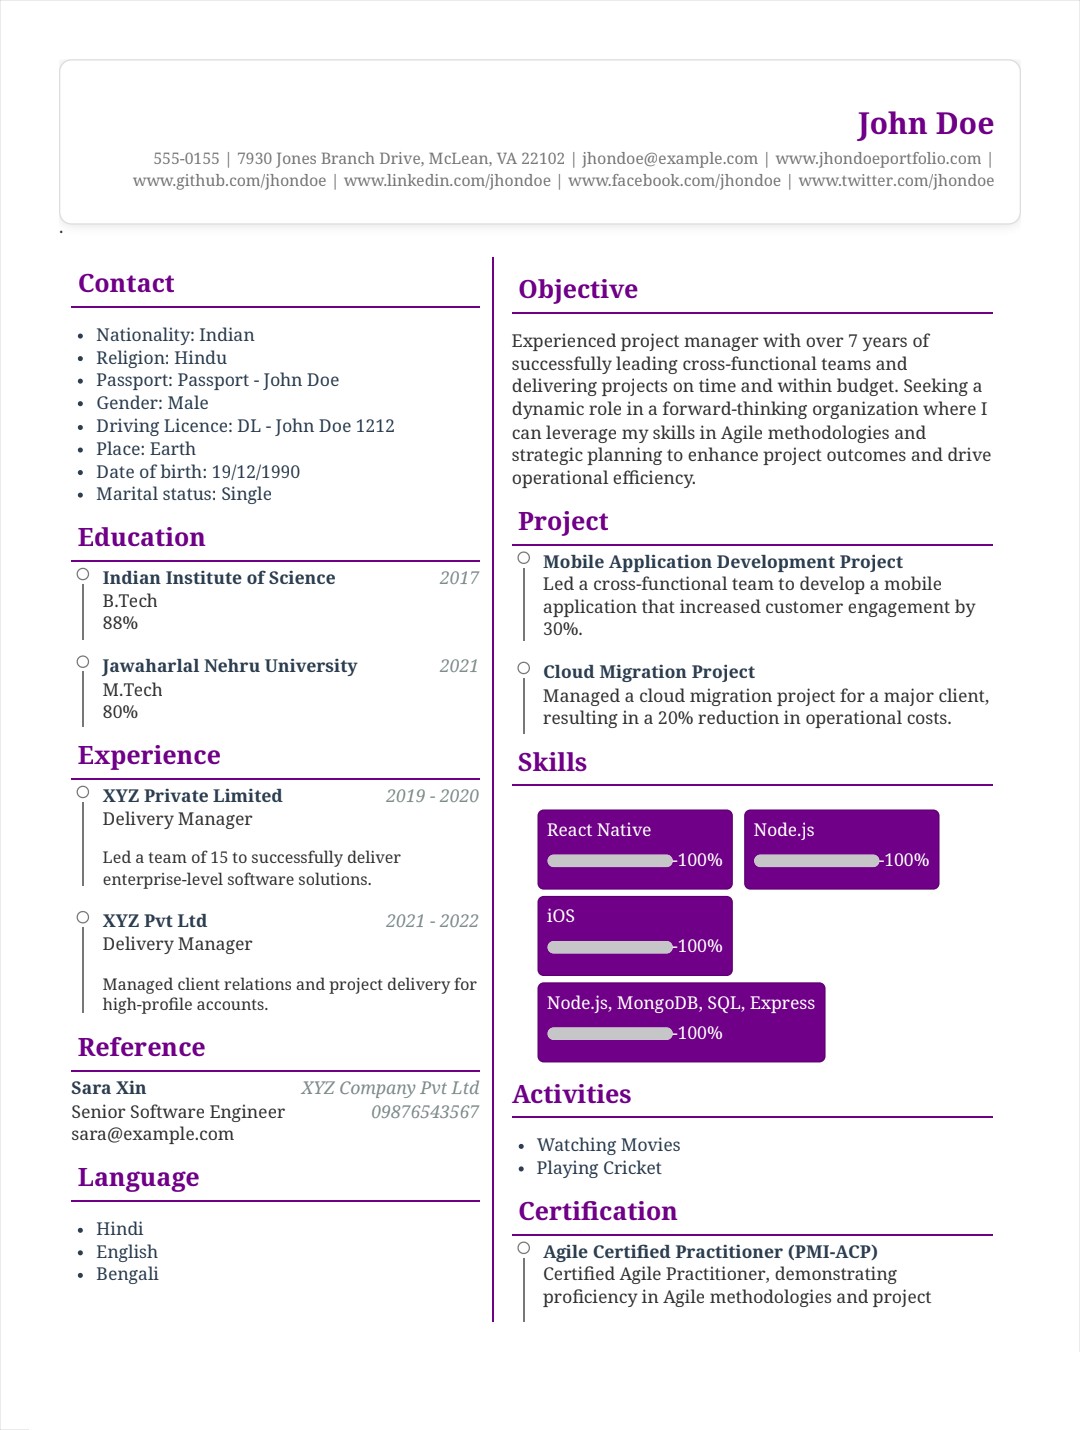 John Doe
555-0155 | 7930 Jones Branch Drive, McLean, VA 22102 | jhondoe@example.com | www.jhondoeportfolio.com |
www.github.com/jhondoe | www.linkedin.com/jhondoe | www.facebook.com/jhondoe | www.twitter.com/jhondoe
.
Contact
• Nationality: Indian
• Religion: Hindu
• Passport: Passport - John Doe
• Gender: Male
• Driving Licence: DL - John Doe 1212
• Place: Earth
• Date of birth: 19/12/1990
• Marital status: Single
Education
Indian Institute of Science 2017
B.Tech
88%
Jawaharlal Nehru University 2021
M.Tech
80%
Experience
XYZ Private Limited 2019 - 2020
Delivery Manager
Led a team of 15 to successfully deliver
enterprise-level software solutions.
XYZ Pvt Ltd 2021 - 2022
Delivery Manager
Managed client relations and project delivery for
high-profile accounts.
Reference
Sara Xin XYZ Company Pvt Ltd
Senior Software Engineer 09876543567
sara@example.com
Language
• Hindi
• English
• Bengali
Objective
Experienced project manager with over 7 years of
successfully leading cross-functional teams and
delivering projects on time and within budget. Seeking a
dynamic role in a forward-thinking organization where I
can leverage my skills in Agile methodologies and
strategic planning to enhance project outcomes and drive
operational efficiency.
Project
Mobile Application Development Project
Led a cross-functional team to develop a mobile
application that increased customer engagement by
30%.
Cloud Migration Project
Managed a cloud migration project for a major client,
resulting in a 20% reduction in operational costs.
Skills
React Native
-100%
Node.js
-100%
iOS
-100%
Node.js, MongoDB, SQL, Express
-100%
Activities
• Watching Movies
• Playing Cricket
Certification
Agile Certified Practitioner (PMI-ACP)
Certified Agile Practitioner, demonstrating
proficiency in Agile methodologies and project